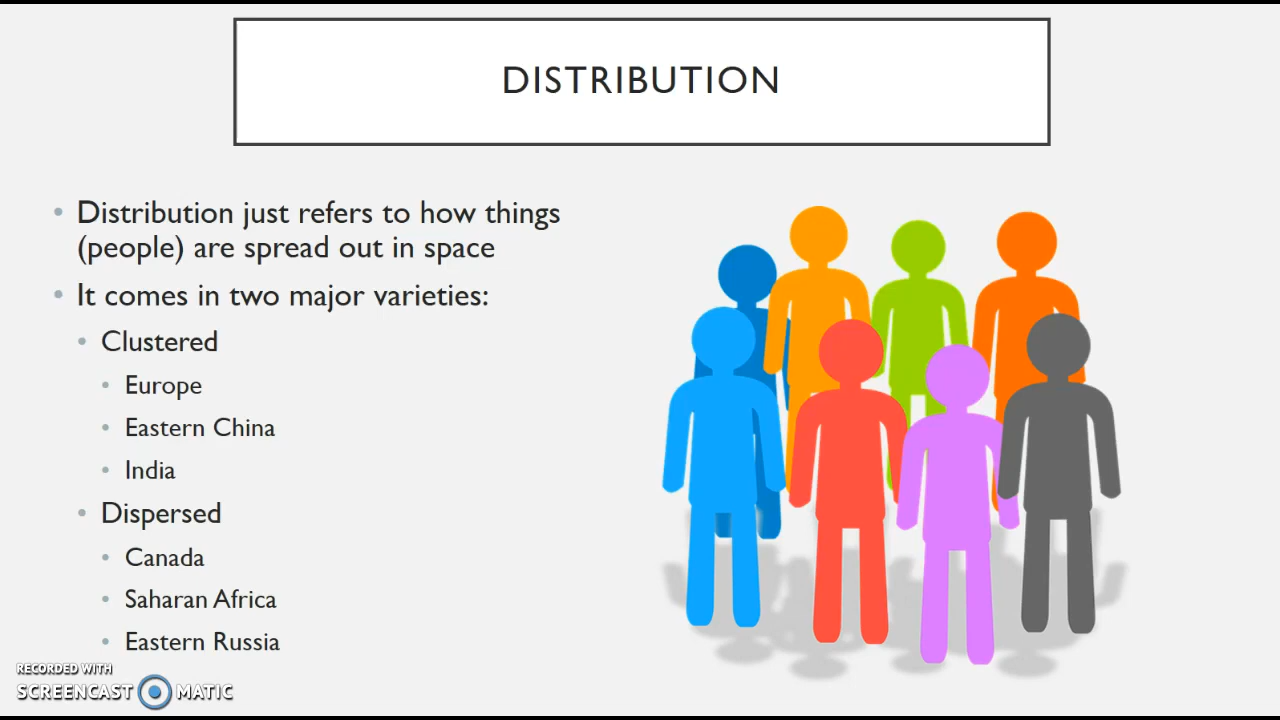 DISTRIBUTION
• Distribution just refers to how things
(people) are spread out in space
• It comes in two major varieties:
• Clustered
• Europe
• Eastern China
• India
• Dispersed
• Canada
• Saharan Africa
• Eastern Russia
RECORDED WITH
SCREENCAST MATIC